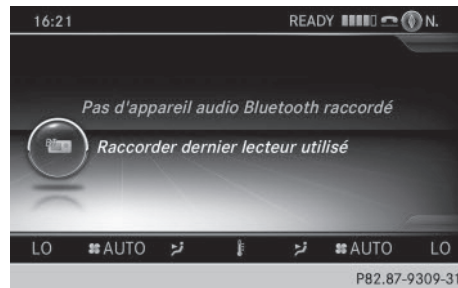 16:21 READY N.
Pas d'appareil audio Bluetooth raccordé
Raccorder dernier lecteur utilisé
LO AUTO AUTO LO
P82.87-9309-31